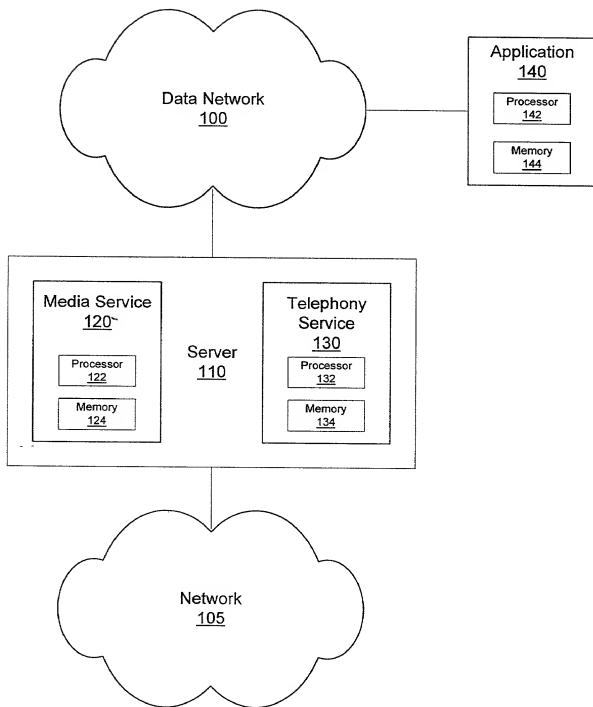 Application
140
Processor
142
Memory
144
Data Network
100
Media Service
120
Processor
122
Memory
124
Server
110
Telephony
Service
130
Processor
132
Memory
134
Network
105